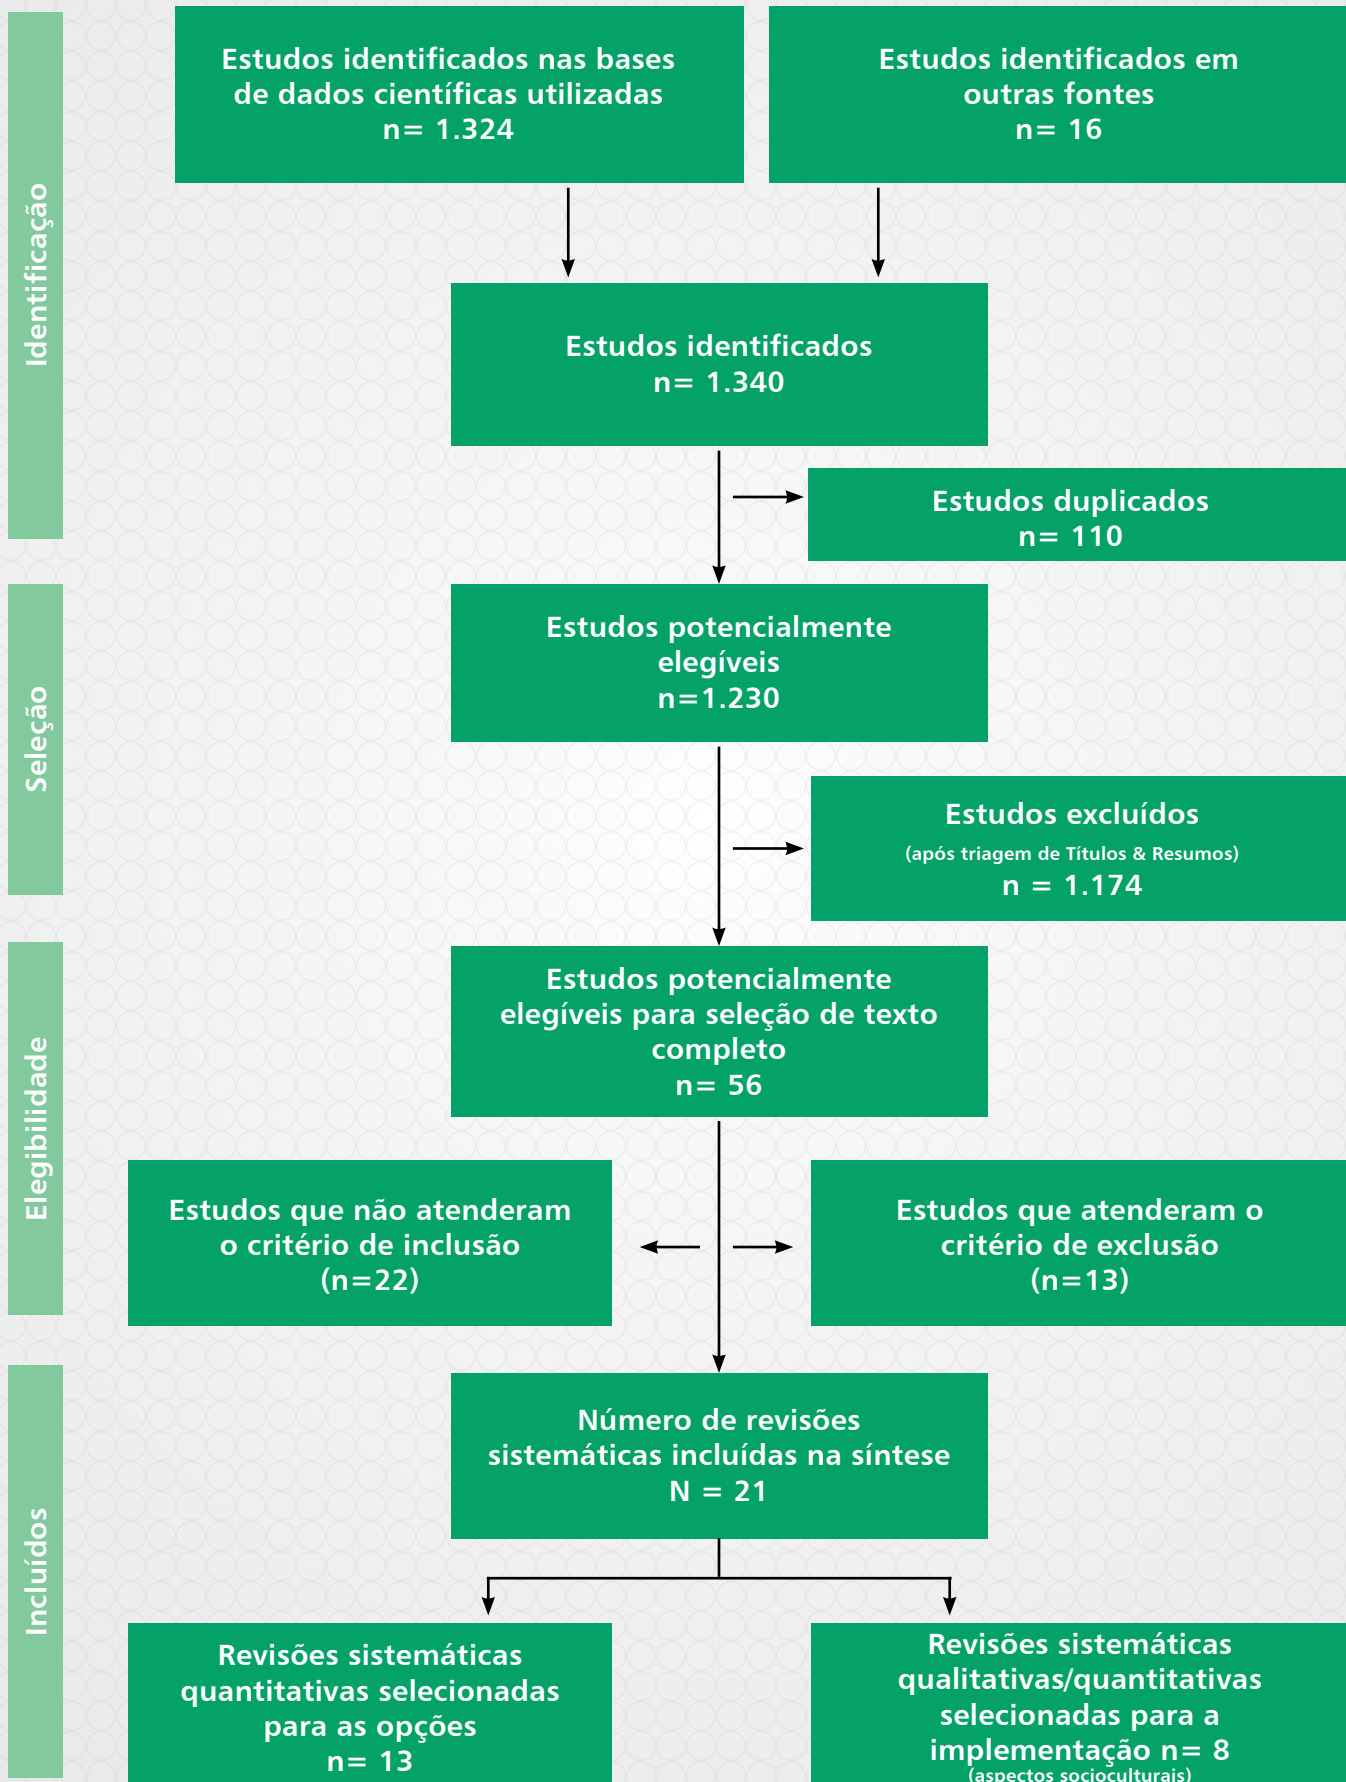 Identificação
Estudos identificados nas bases
de dados científicas utilizadas
n= 1.324
Estudos identificados em
outras fontes
n= 16
Estudos identificados
n= 1.340
Estudos duplicados
n= 110
Seleção
Estudos potencialmente
elegíveis
n=1.230
Estudos excluídos
(após triagem de Títulos & Resumos)
n = 1.174
Elegibilidade
Estudos potencialmente
elegíveis para seleção de texto
completo
n= 56
Estudos que não atenderam
o critério de inclusão
(n=22)
Estudos que atenderam o
critério de exclusão
(n=13)
Incluídos
Número de revisões
sistemáticas incluídas na síntese
N = 21
Revisões sistemáticas
quantitativas selecionadas
para as opções
n= 13
Revisões sistemáticas
qualitativas/quantitativas
selecionadas para a
implementação n= 8
(aspectos socioculturais)